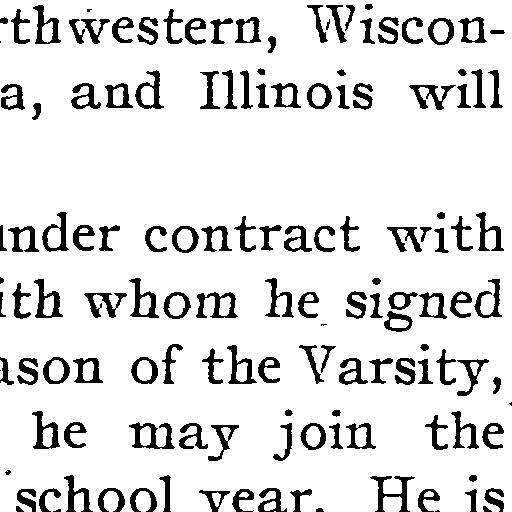 rthwestern, Wiscon-
a, and Illinois will
under contract with
ith whom he signed
ason of the Varsity,
he may join the
school year. He is